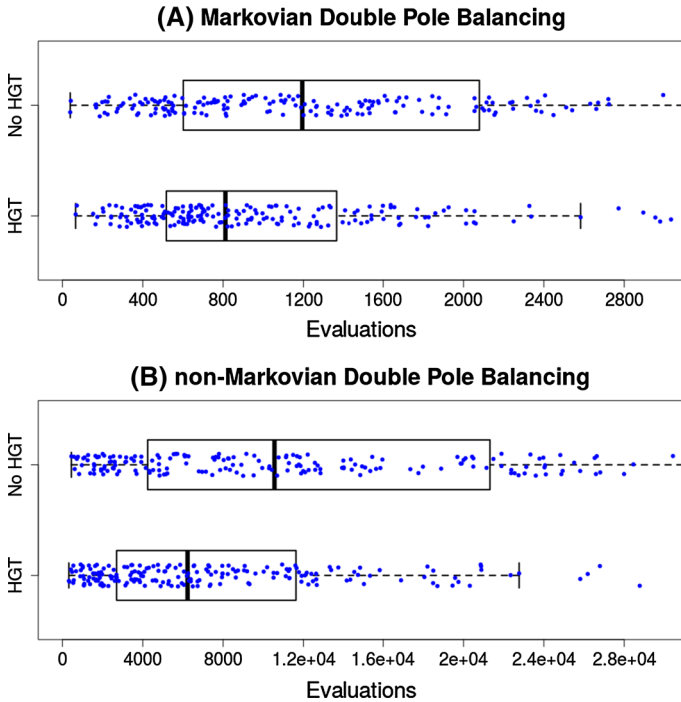 (A) Markovian Double Pole Balancing
No HGT
HGT
0 400 800 1200 1600 2000 2400 2800
Evaluations
(B) non-Markovian Double Pole Balancing
No HGT
HGT
0 4000 8000 1.2e+04 1.6e+04 2e+04 2.4e+04 2.8e+04
Evaluations